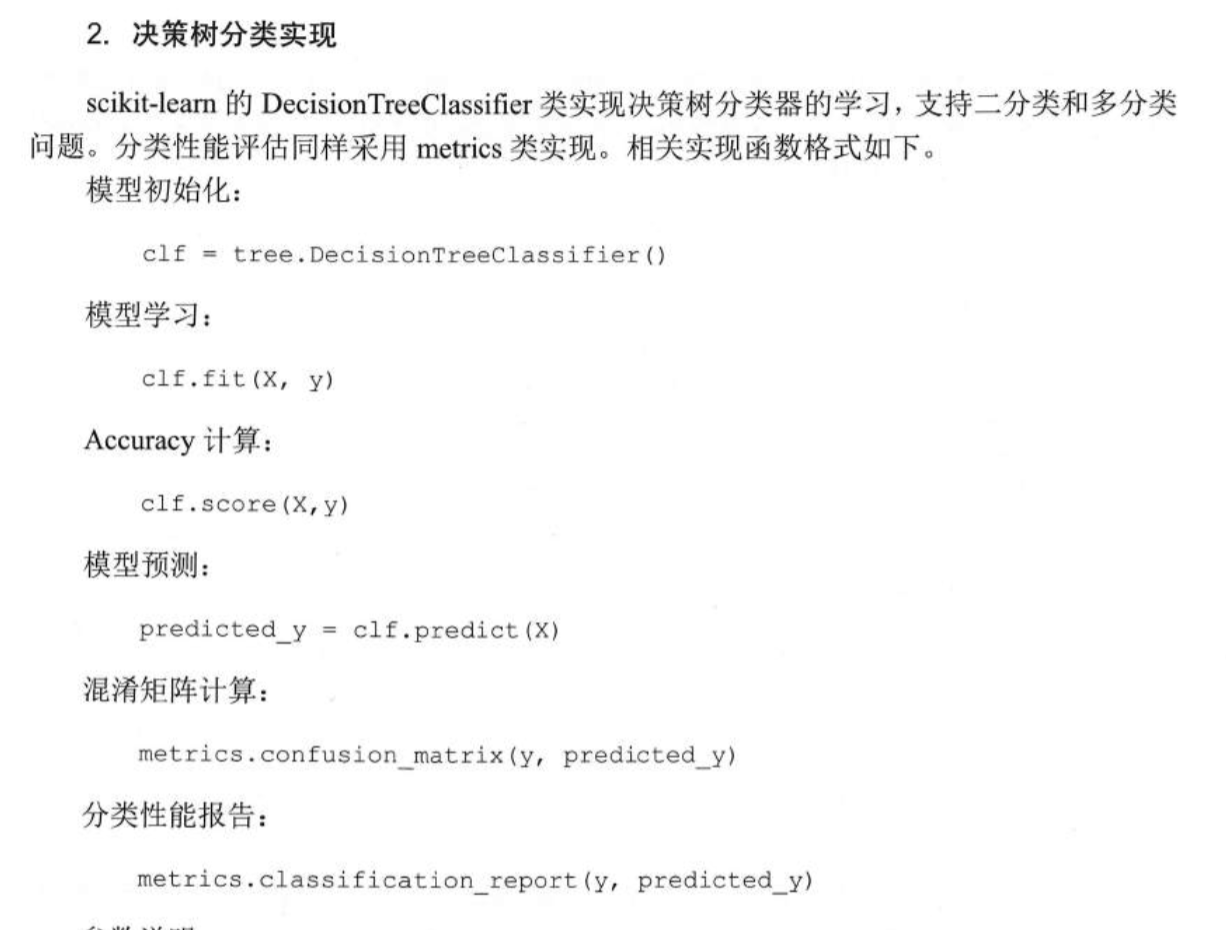 2. 决策树分类实现
scikit-learn 的 DecisionTreeClassifier 类实现决策树分类器的学习，支持二分类和多分类
问题。分类性能评估同样采用 metrics 类实现。相关实现函数格式如下。
模型初始化：
clf = tree.DecisionTreeClassifier()
模型学习：
clf.fit(X, y)
Accuracy 计算：
clf.score(X,y)
模型预测：
predicted_y = clf.predict(X)
混淆矩阵计算：
metrics.confusion_matrix(y, predicted_y)
分类性能报告：
metrics.classification_report(y, predicted_y)